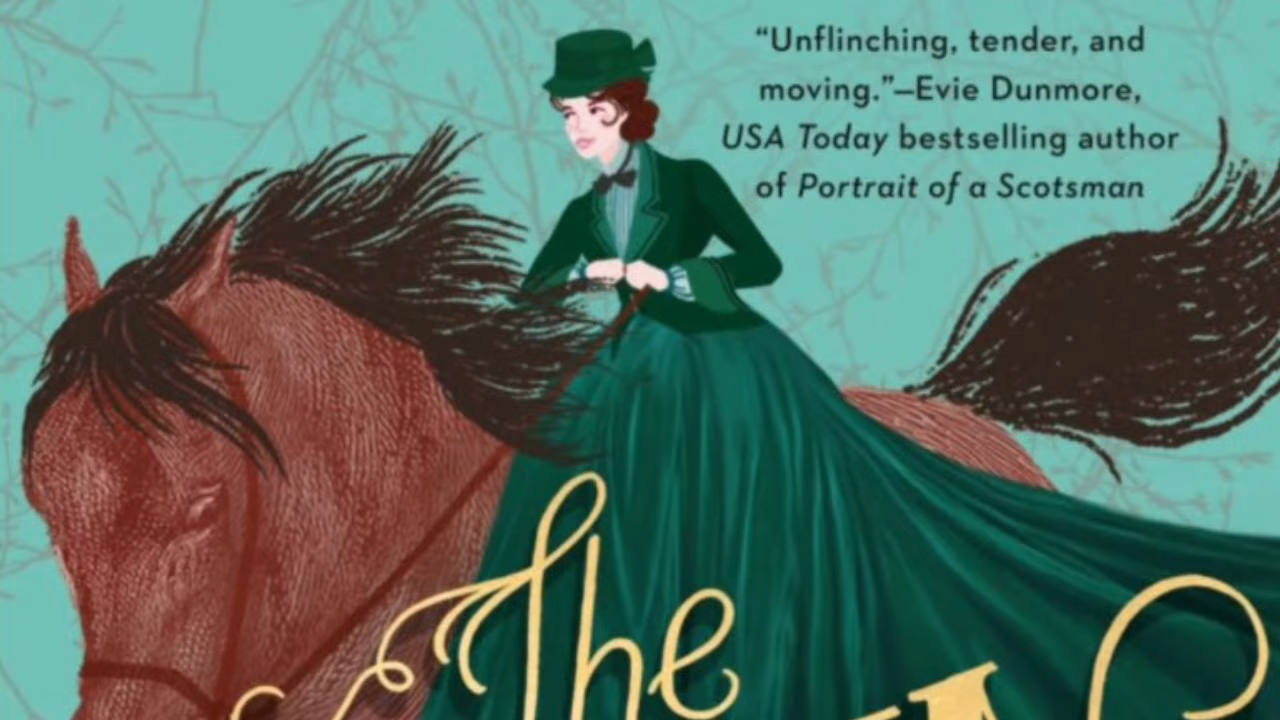 “Unflinching, tender, and
moving.”—Evie Dunmore,
USA Today bestselling author
of Portrait of a Scotsman
The